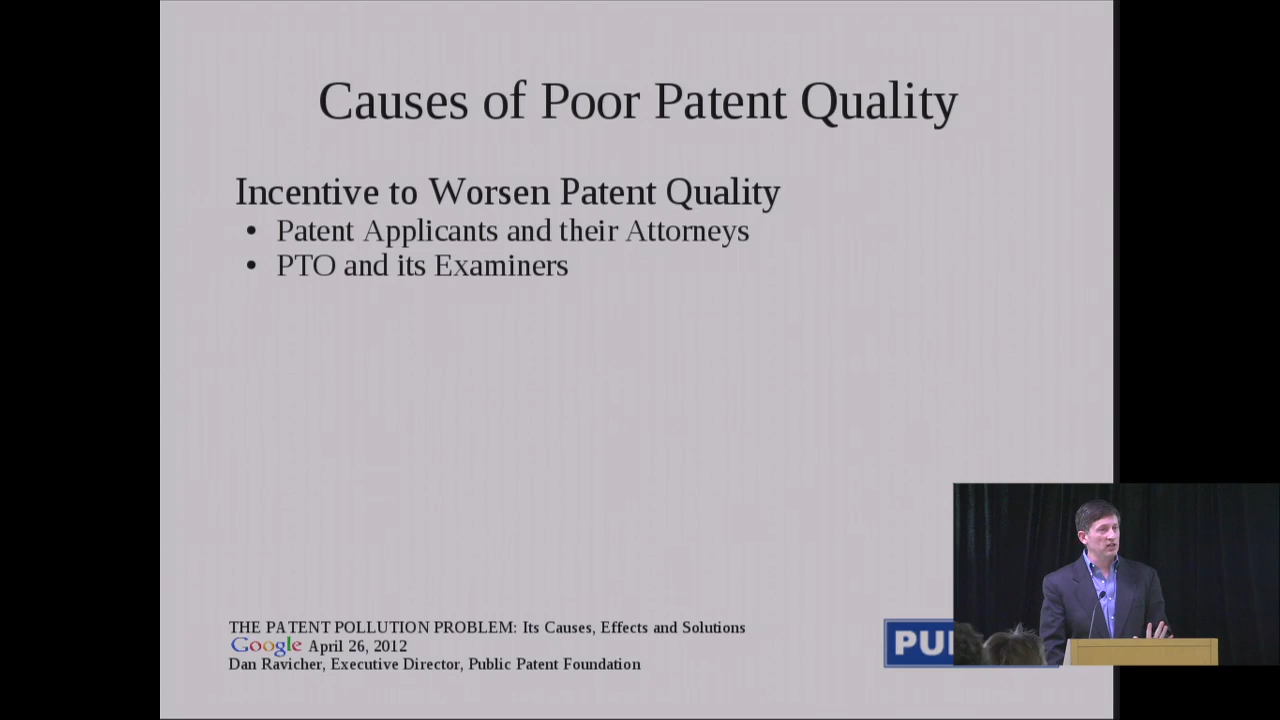 Causes of Poor Patent Quality
Incentive to Worsen Patent Quality
• Patent Applicants and their Attorneys
• PTO and its Examiners
THE PATENT POLLUTION PROBLEM: Its Causes, Effects and Solutions
Google April 26, 2012
Dan Ravicher, Executive Director, Public Patent Foundation